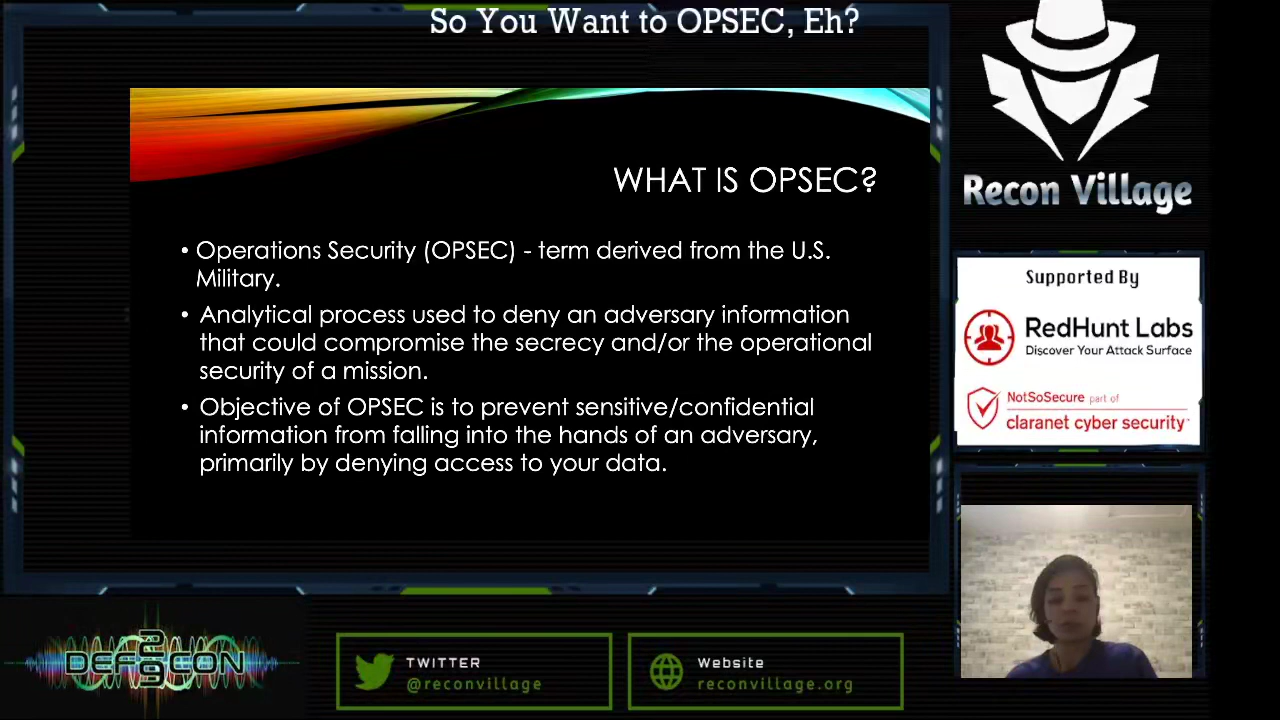 So You Want to OPSEC, Eh?
WHAT IS OPSEC?
• Operations Security (OPSEC) - term derived from the U.S.
Military.
• Analytical process used to deny an adversary information
that could compromise the secrecy and/or the operational
security of a mission.
• Objective of OPSEC is to prevent sensitive/confidential
information from falling into the hands of an adversary,
primarily by denying access to your data.
Recon Village
Supported By
RedHunt Labs
Discover Your Attack Surface
NotSoSecure part of
claranet cyber security
DEF CON
29
TWITTER
@reconvillage
Website
reconvillage.org